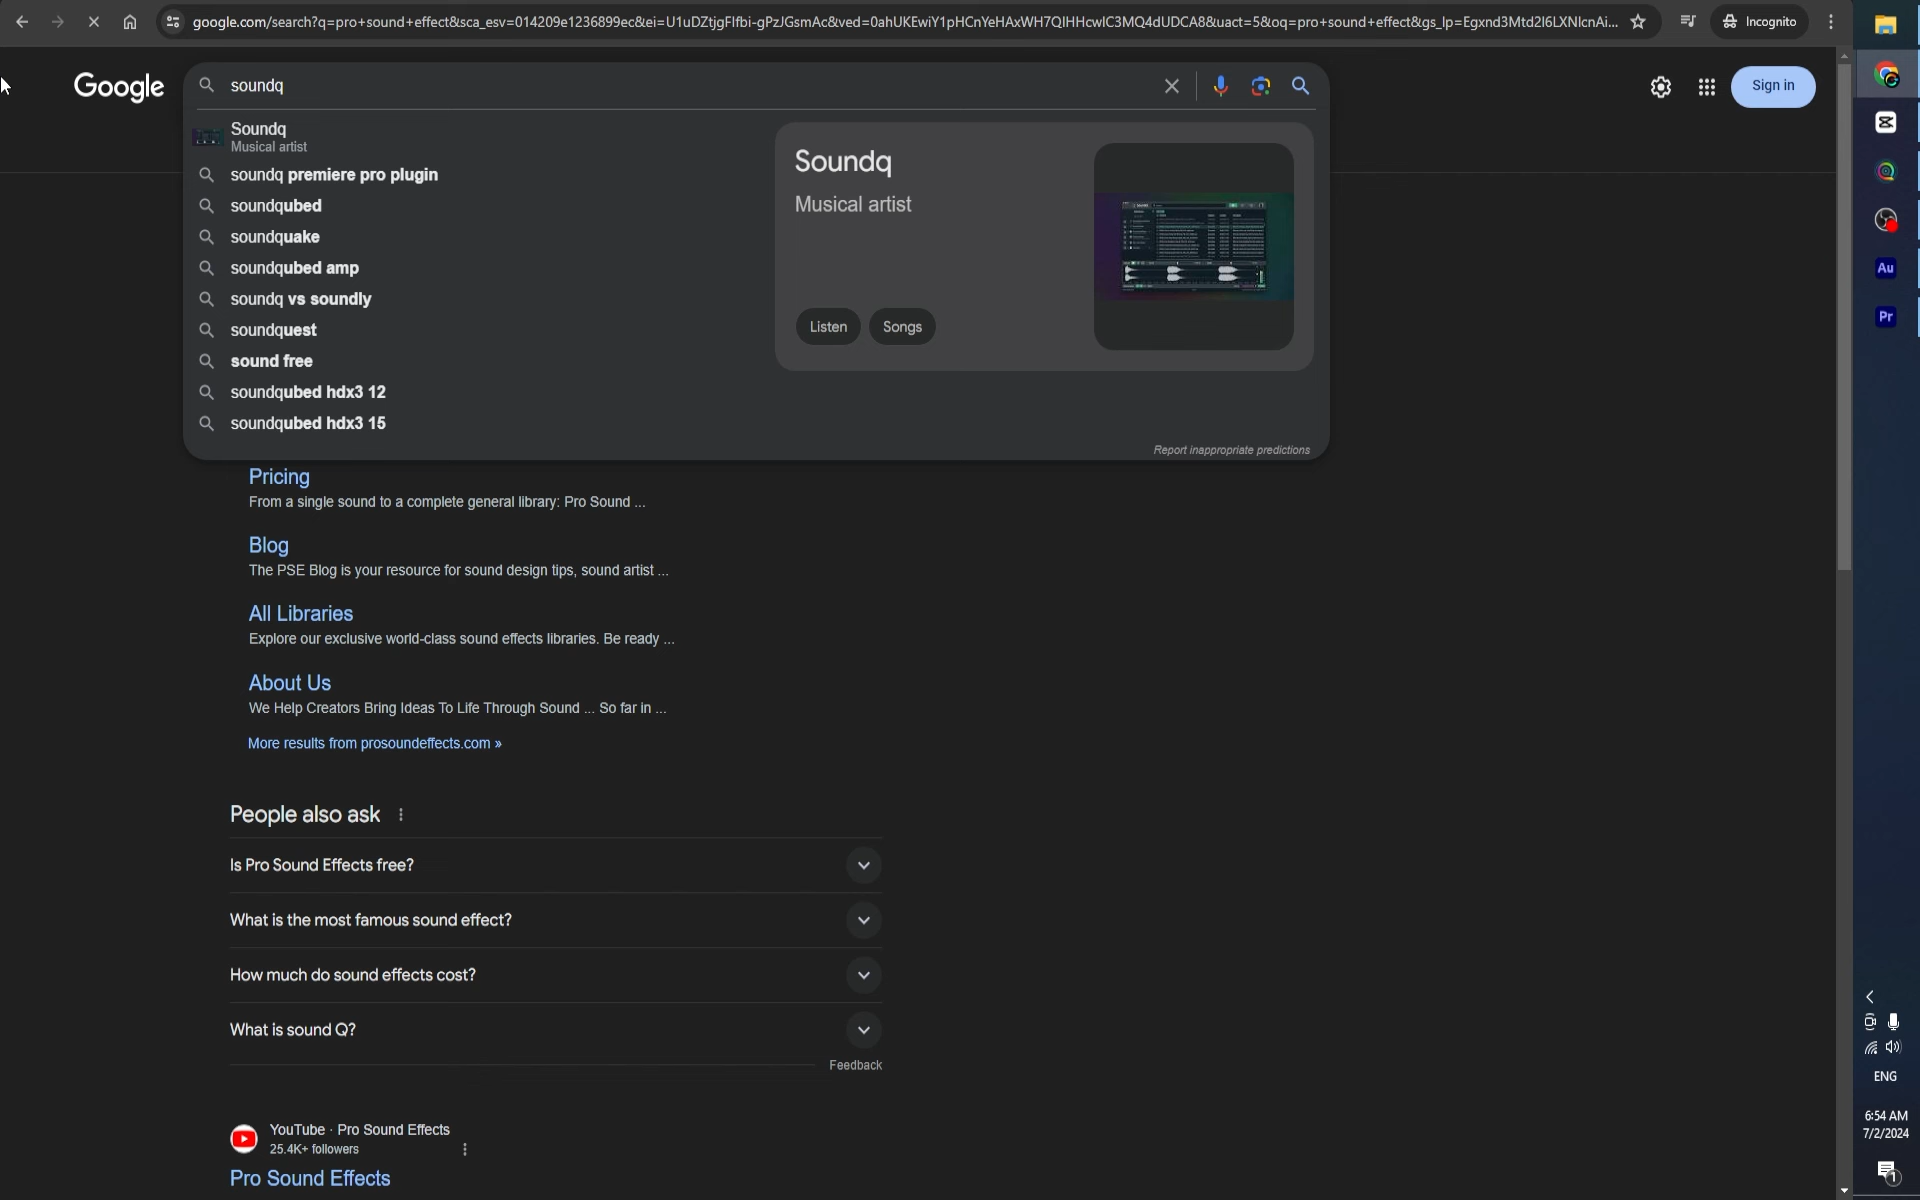 google.com/search?q=pro+sound+effect&sca_esv=014209e1236899ec&ei=U1uDZtjgFIfbi-gPzJGsmAc&ved=0ahUKEwiY1pHCnYeHAxWH7QIHHcwIC3MQ4dUDCA8&uact=5&oq=pro+sound+effect&gs_lp=Egxnd3Mtd2l6LXNlcnAi...
Incognito
Google
soundq
Sign in
Soundq
Musical artist
soundq premiere pro plugin
soundqubed
soundquake
soundqubed amp
soundq vs soundly
soundquest
sound free
soundqubed hdx3 12
soundqubed hdx3 15
Soundq
Musical artist
Listen
Songs
Report inappropriate predictions
Pricing
From a single sound to a complete general library: Pro Sound ...
Blog
The PSE Blog is your resource for sound design tips, sound artist ...
All Libraries
Explore our exclusive world-class sound effects libraries. Be ready ...
About Us
We Help Creators Bring Ideas To Life Through Sound ... So far in ...
More results from prosoundeffects.com »
People also ask
Is Pro Sound Effects free?
What is the most famous sound effect?
How much do sound effects cost?
What is sound Q?
Feedback
YouTube · Pro Sound Effects
25.4K+ followers
Pro Sound Effects
Au
Pr
ENG
6:54 AM
7/2/2024
1